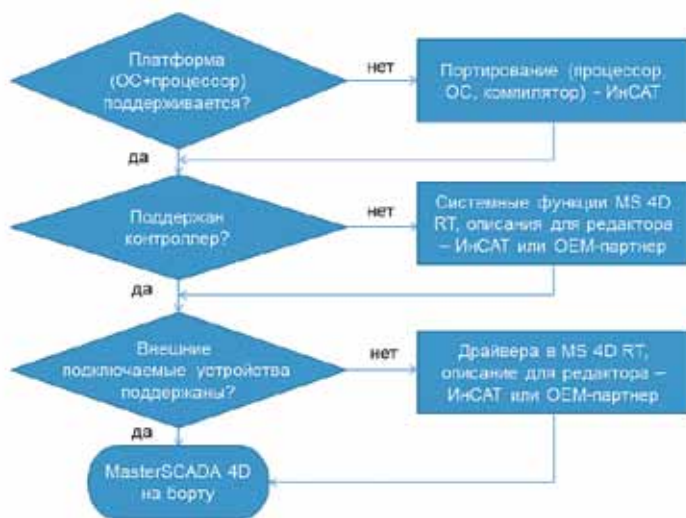 Платформа
(ОС+процессор)
поддерживается?
нет
Портирование (процессор,
ОС, компилятор) – ИнСАТ
да
Поддержан
контроллер?
нет
Системные функции MS 4D
RT, описания для редактора
– ИнСАТ или OEM-партнер
да
Внешние
подключаемые устройства
поддержаны?
нет
Драйвера в MS 4D RT,
описание для редактора –
ИнСАТ или OEM-партнер
да
MasterSCADA 4D
на борту